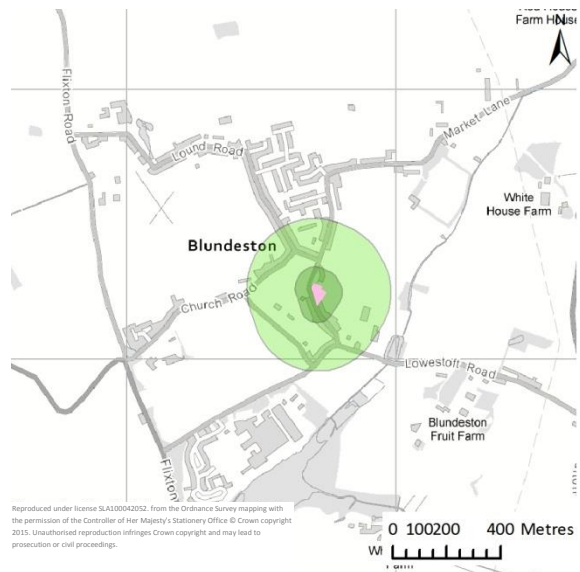 Farm House
N
Flixton Road
Market Lane
Lound Road
White
House Farm
Blundeston
Church Road
Lowestoft Road
Blundeston
Fruit Farm
Flixton
Reproduced under license SLA100042052. from the Ordnance Survey mapping with
the permission of the Controller of Her Majesty's Stationery Office © Crown copyright
2015. Unauthorised reproduction infringes Crown copyright and may lead to
prosecution or civil proceedings.
0 100200 400 Metres